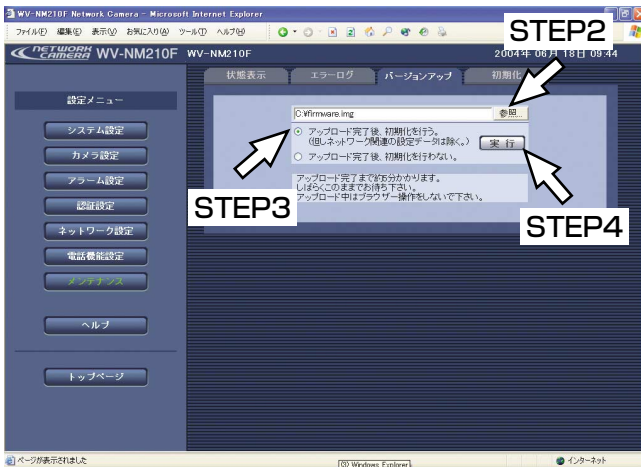 WV-NM210F Network Camera - Microsoft Internet Explorer
ファイル(F) 編集(E) 表示(V) お気に入り(A) ツール(T) ヘルプ(H)
STEP2
NETWORK CAMERA WV-NM210F WV-NM210F 2004年 06月 18日 09:44
状態表示 エラーログ バージョンアップ 初期化
設定メニュー
C:¥firmware.img 参照...
システム設定
アップロード完了後、初期化を行う。
(但しネットワーク関連の設定データは除く。) 実 行
カメラ設定
アップロード完了後、初期化を行わない。
アラーム設定
アップロード完了まで約5分かかります。
しばらくこのままでお待ち下さい。
アップロード中はブラウザー操作をしないで下さい。
STEP3
STEP4
認証設定
ネットワーク設定
電話機能設定
メンテナンス
ヘルプ
トップページ
ページが表示されました
Windows Explorer
インターネット